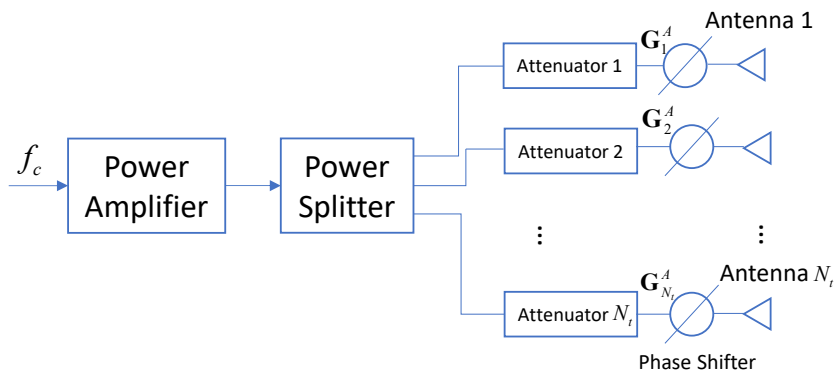 Antenna 1
G_1^A
Attenuator 1
G_2^A
Attenuator 2
f_c
Power
Amplifier
Power
Splitter
...
...
G_{N_t}^A
Antenna N_t
Attenuator N_t
Phase Shifter